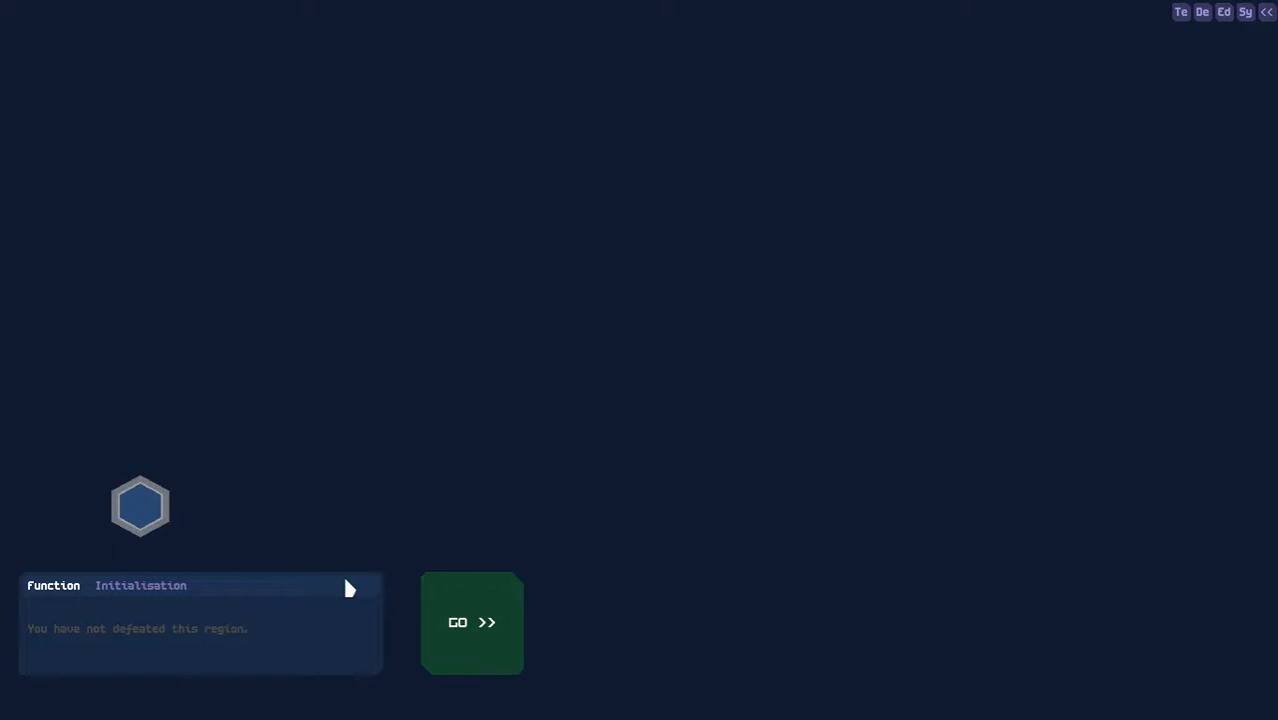 Te De Ed Sy <<
Function Initialisation
You have not defeated this region.
GO >>